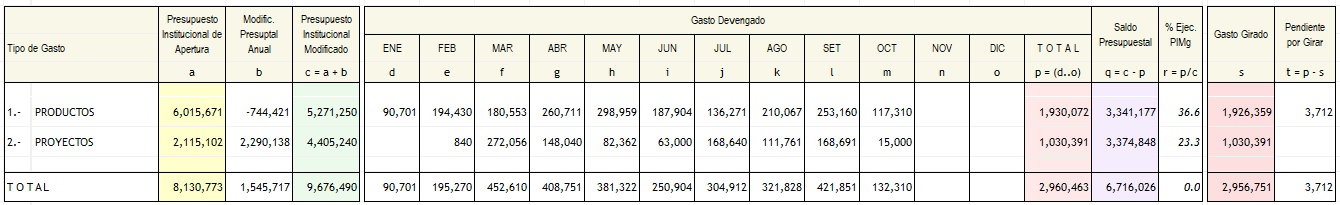 Tipo de Gasto Presupuesto Institucional de Apertura a Modific. Presuptal Anual b Presupuesto Institucional Modificado c = a + b Gasto Devengado Saldo Presupuestal q = c - p % Ejec. PIMg r = p/c Gasto Girado s Pendiente por Girar t = p - s
ENE FEB MAR ABR MAY JUN JUL AGO SET OCT NOV DIC T O T A L
d e f g h i j k l m n o p = (d..o)
1.- PRODUCTOS 6,015,671 -744,421 5,271,250 90,701 194,430 180,553 260,711 298,959 187,904 136,271 210,067 253,160 117,310 1,930,072 3,341,177 36.6 1,926,359 3,712
2.- PROYECTOS 2,115,102 2,290,138 4,405,240 840 272,056 148,040 82,362 63,000 168,640 111,761 168,691 15,000 1,030,391 3,374,848 23.3 1,030,391
T O T A L 8,130,773 1,545,717 9,676,490 90,701 195,270 452,610 408,751 381,322 250,904 304,912 321,828 421,851 132,310 2,960,463 6,716,026 0.0 2,956,751 3,712